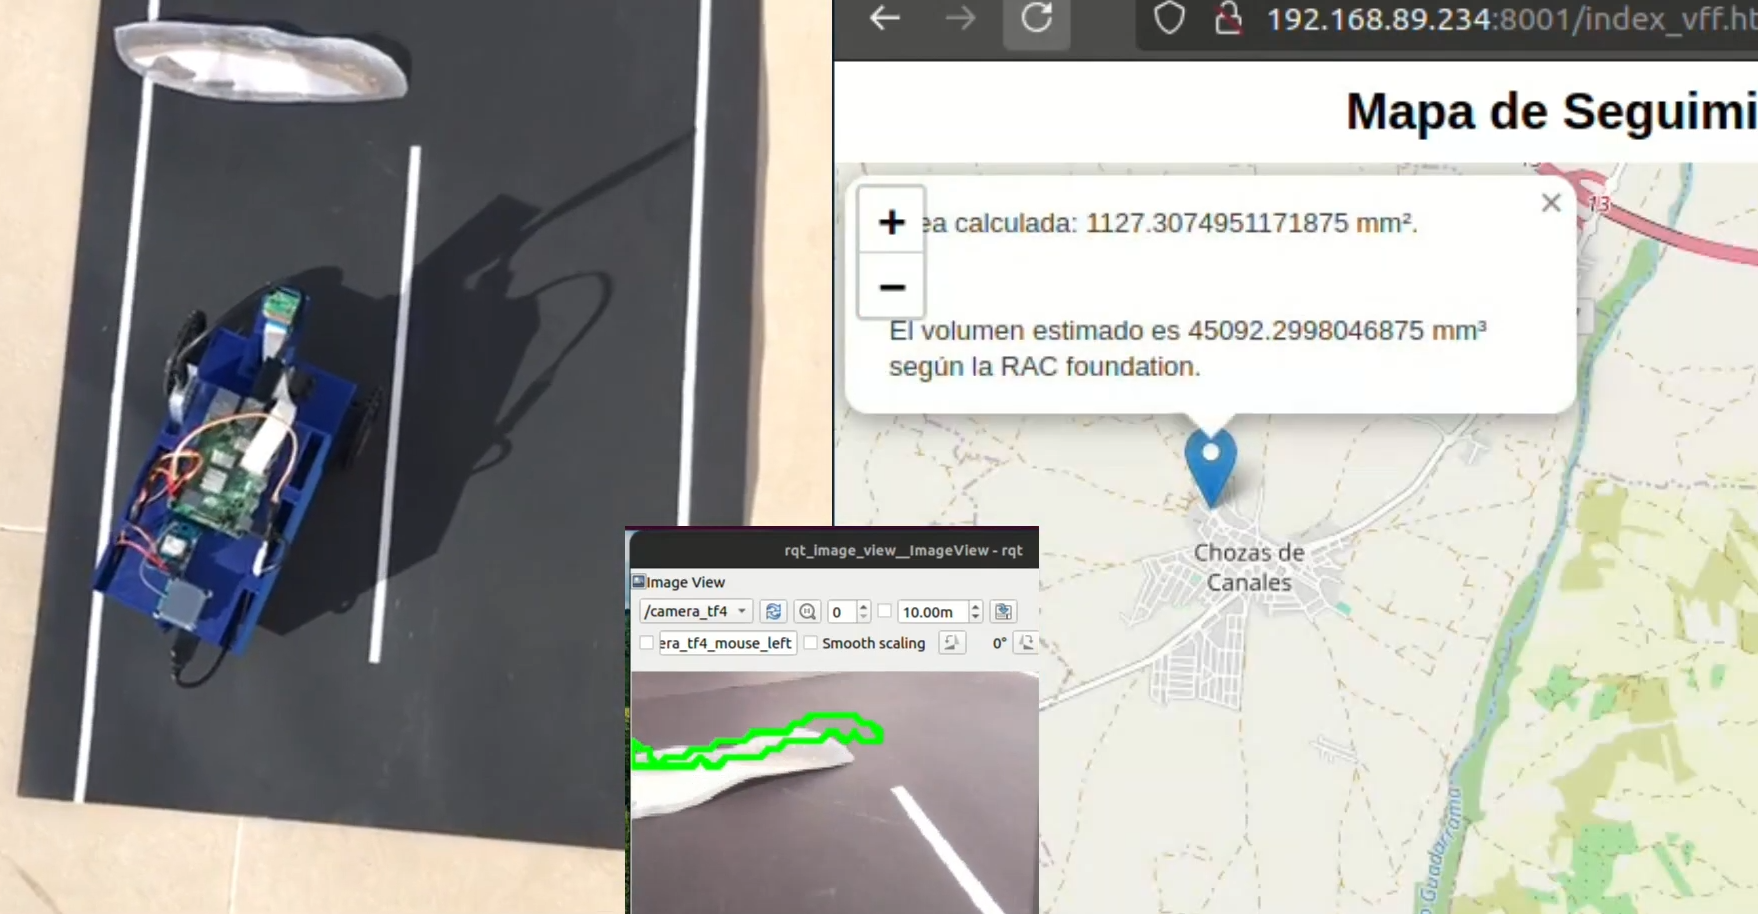 192.168.89.234:8001/index_vff.ht
Mapa de Seguimi
13
13
+
ea calculada: 1127.3074951171875 mm².
×
−
El volumen estimado es 45092.2998046875 mm³
según la RAC foundation.
Chozas de
Canales
rqt_image_view__ImageView - rqt
Image View
/camera_tf4
0
10.00m
era_tf4_mouse_left
Smooth scaling
0°
Guadarrama